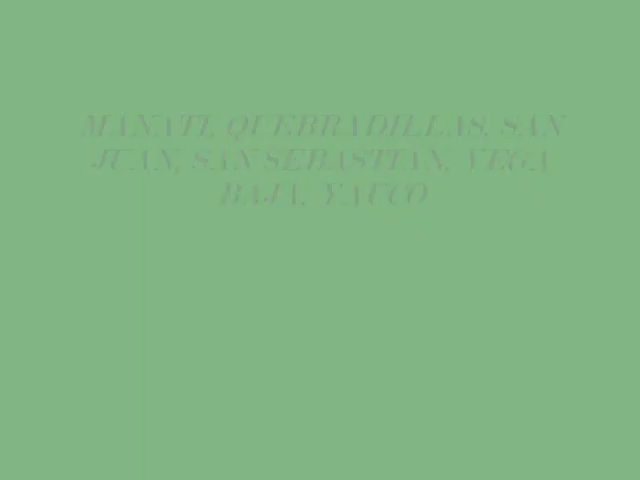 MANATI, QUEBRADILLAS, SAN
JUAN, SAN SEBASTIAN, VEGA
BAJA, YAUCO